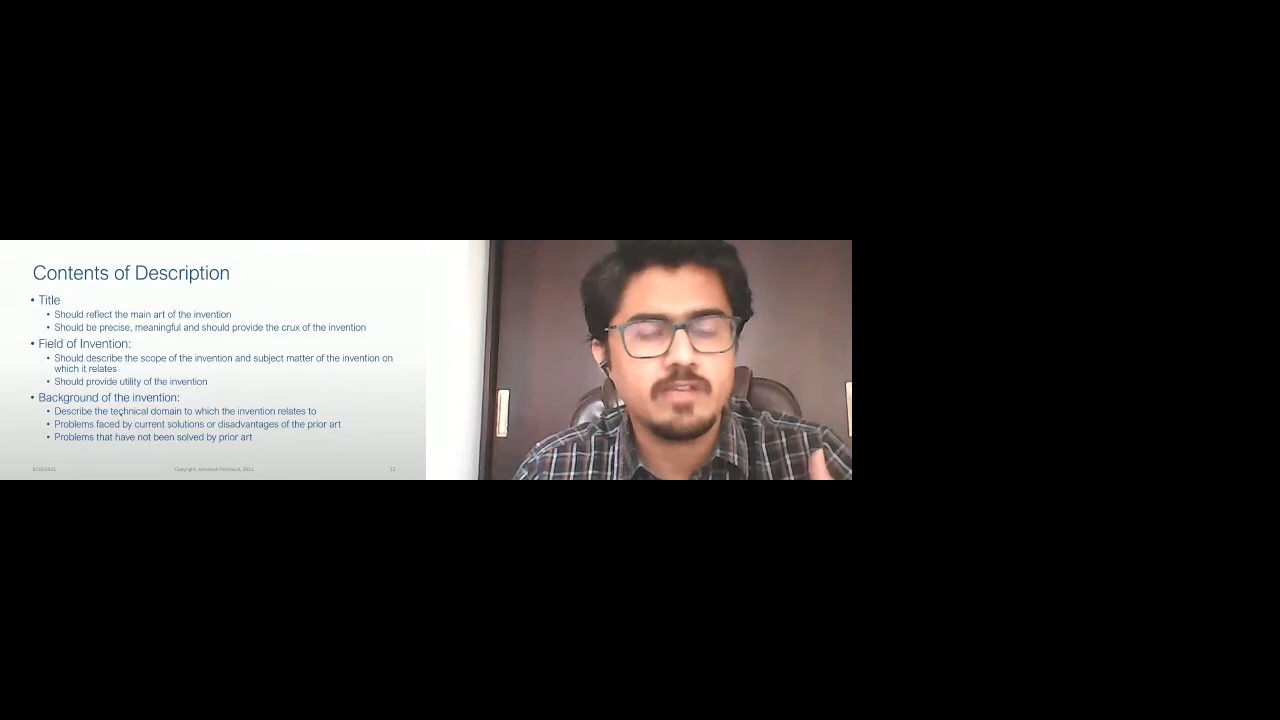 Contents of Description
• Title
• Should reflect the main art of the invention
• Should be precise, meaningful and should provide the crux of the invention
• Field of Invention:
• Should describe the scope of the invention and subject matter of the invention on
which it relates
• Should provide utility of the invention
• Background of the invention:
• Describe the technical domain to which the invention relates to
• Problems faced by current solutions or disadvantages of the prior art
• Problems that have not been solved by prior art
Copyright,